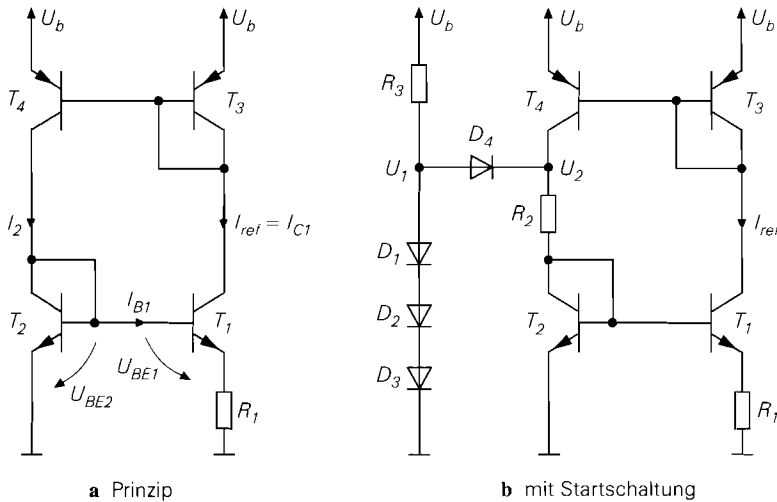 U_b U_b U_b U_b
R_3
T_4 T_3 T_4 T_3
D_4
U_1 U_2
I_2 I_ref = I_C1 R_2 I_ref
D_1
I_B1
T_2 T_1 D_2 T_2 T_1
U_BE1
U_BE2 D_3
R_1 R_1
a Prinzip b mit Startschaltung